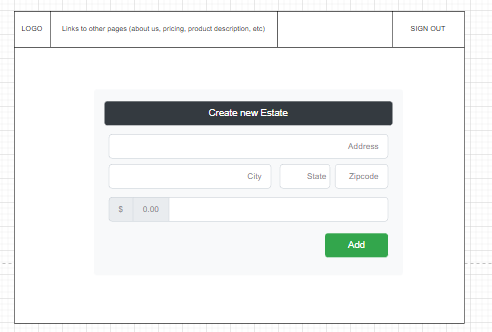 LOGO
Links to other pages (about us, pricing, product description, etc)
SIGN OUT
Create new Estate
Address
City
State
Zipcode
$
0.00
Add